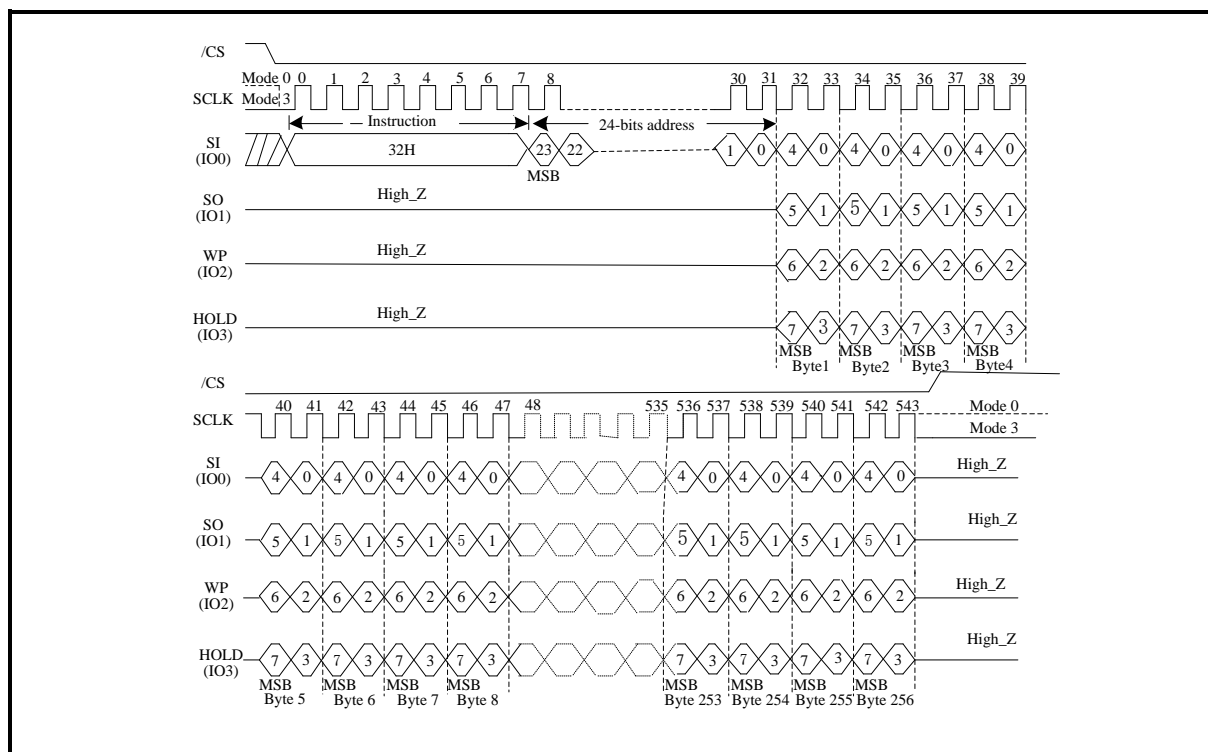 /CS
Mode 0 0 1 2 3 4 5 6 7 8 30 31 32 33 34 35 36 37 38 39
SCLK
Mode 3
Instruction 24-bits address
SI
(IO0)
32H 23 22 1 0 4 0 4 0 4 0 4 0
MSB
SO
(IO1)
High_Z 5 1 5 1 5 1 5 1
WP
(IO2)
High_Z 6 2 6 2 6 2 6 2
HOLD
(IO3)
High_Z 7 3 7 3 7 3 7 3
MSB MSB MSB MSB
Byte1 Byte2 Byte3 Byte4
/CS
40 41 42 43 44 45 46 47 48 535 536 537 538 539 540 541 542 543 Mode 0
SCLK
Mode 3
SI
(IO0)
4 0 4 0 4 0 4 0 4 0 4 0 4 0 4 0 High_Z
SO
(IO1)
5 1 5 1 5 1 5 1 5 1 5 1 5 1 5 1 High_Z
WP
(IO2)
6 2 6 2 6 2 6 2 6 2 6 2 6 2 6 2 High_Z
HOLD
(IO3)
7 3 7 3 7 3 7 3 7 3 7 3 7 3 7 3 High_Z
MSB MSB MSB MSB MSB MSB MSB MSB
Byte 5 Byte 6 Byte 7 Byte 8 Byte 253 Byte 254 Byte 255 Byte 256